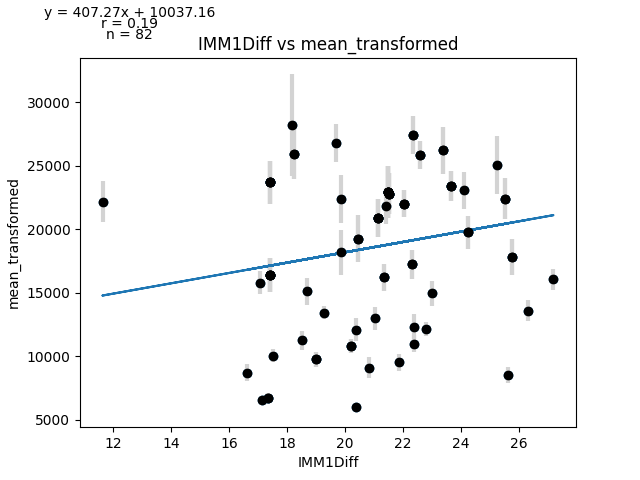 y = 407.27x + 10037.16
r = 0.19
n = 82
IMM1Diff vs mean_transformed
mean_transformed
30000
25000
20000
15000
10000
5000
12 14 16 18 20 22 24 26
IMM1Diff